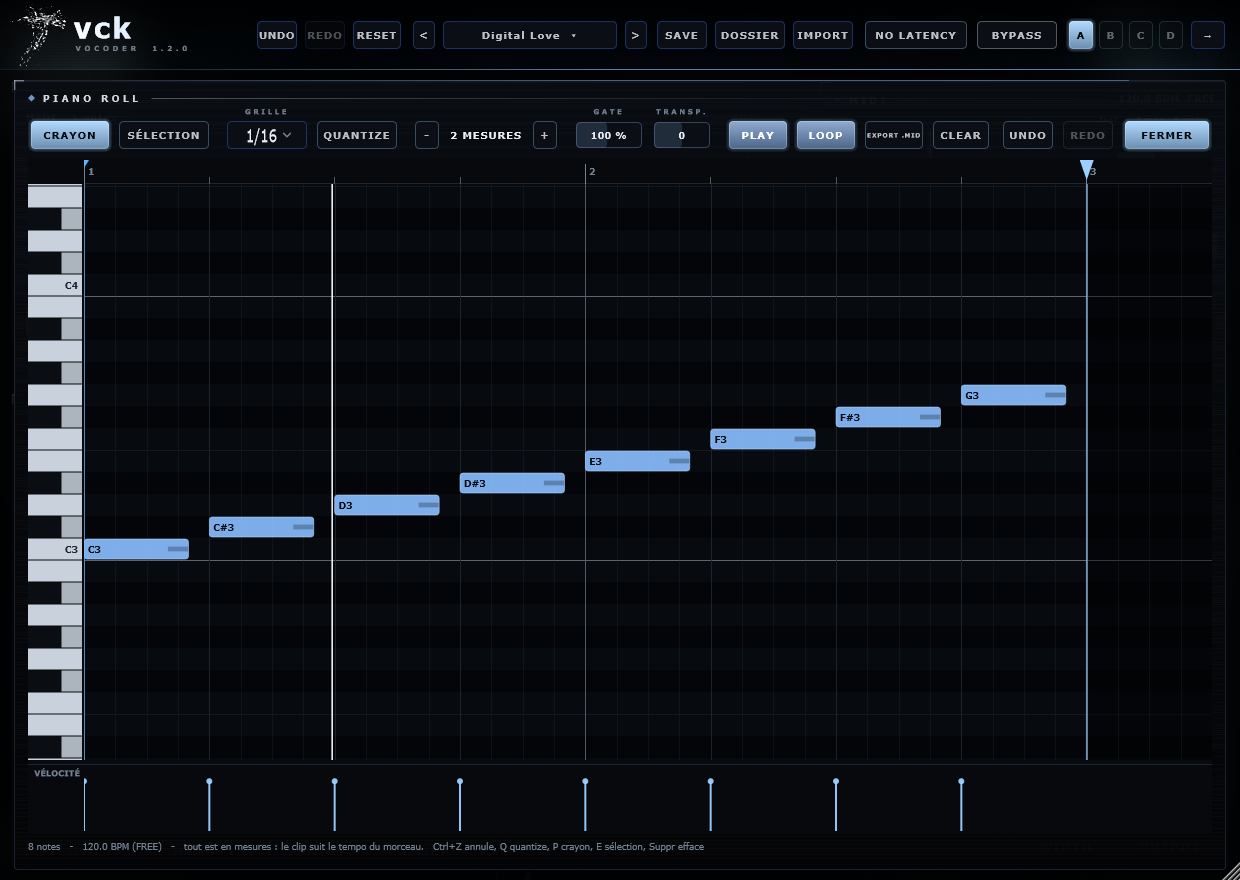 vck
VOCODER 1.2.0
UNDO REDO RESET < Digital Love > SAVE DOSSIER IMPORT NO LATENCY BYPASS A B C D →
PIANO ROLL
GRILLE GATE TRANSP.
CRAYON SÉLECTION 1/16 QUANTIZE - 2 MESURES + 100 % 0 PLAY LOOP EXPORT .MID CLEAR UNDO REDO FERMER
1 2 3
C4
G3
F#3
F3
E3
D#3
D3
C#3
C3 C3
VÉLOCITÉ
8 notes - 120.0 BPM (FREE) - tout est en mesures : le clip suit le tempo du morceau. Ctrl+Z annule, Q quantize, P crayon, E sélection, Suppr efface